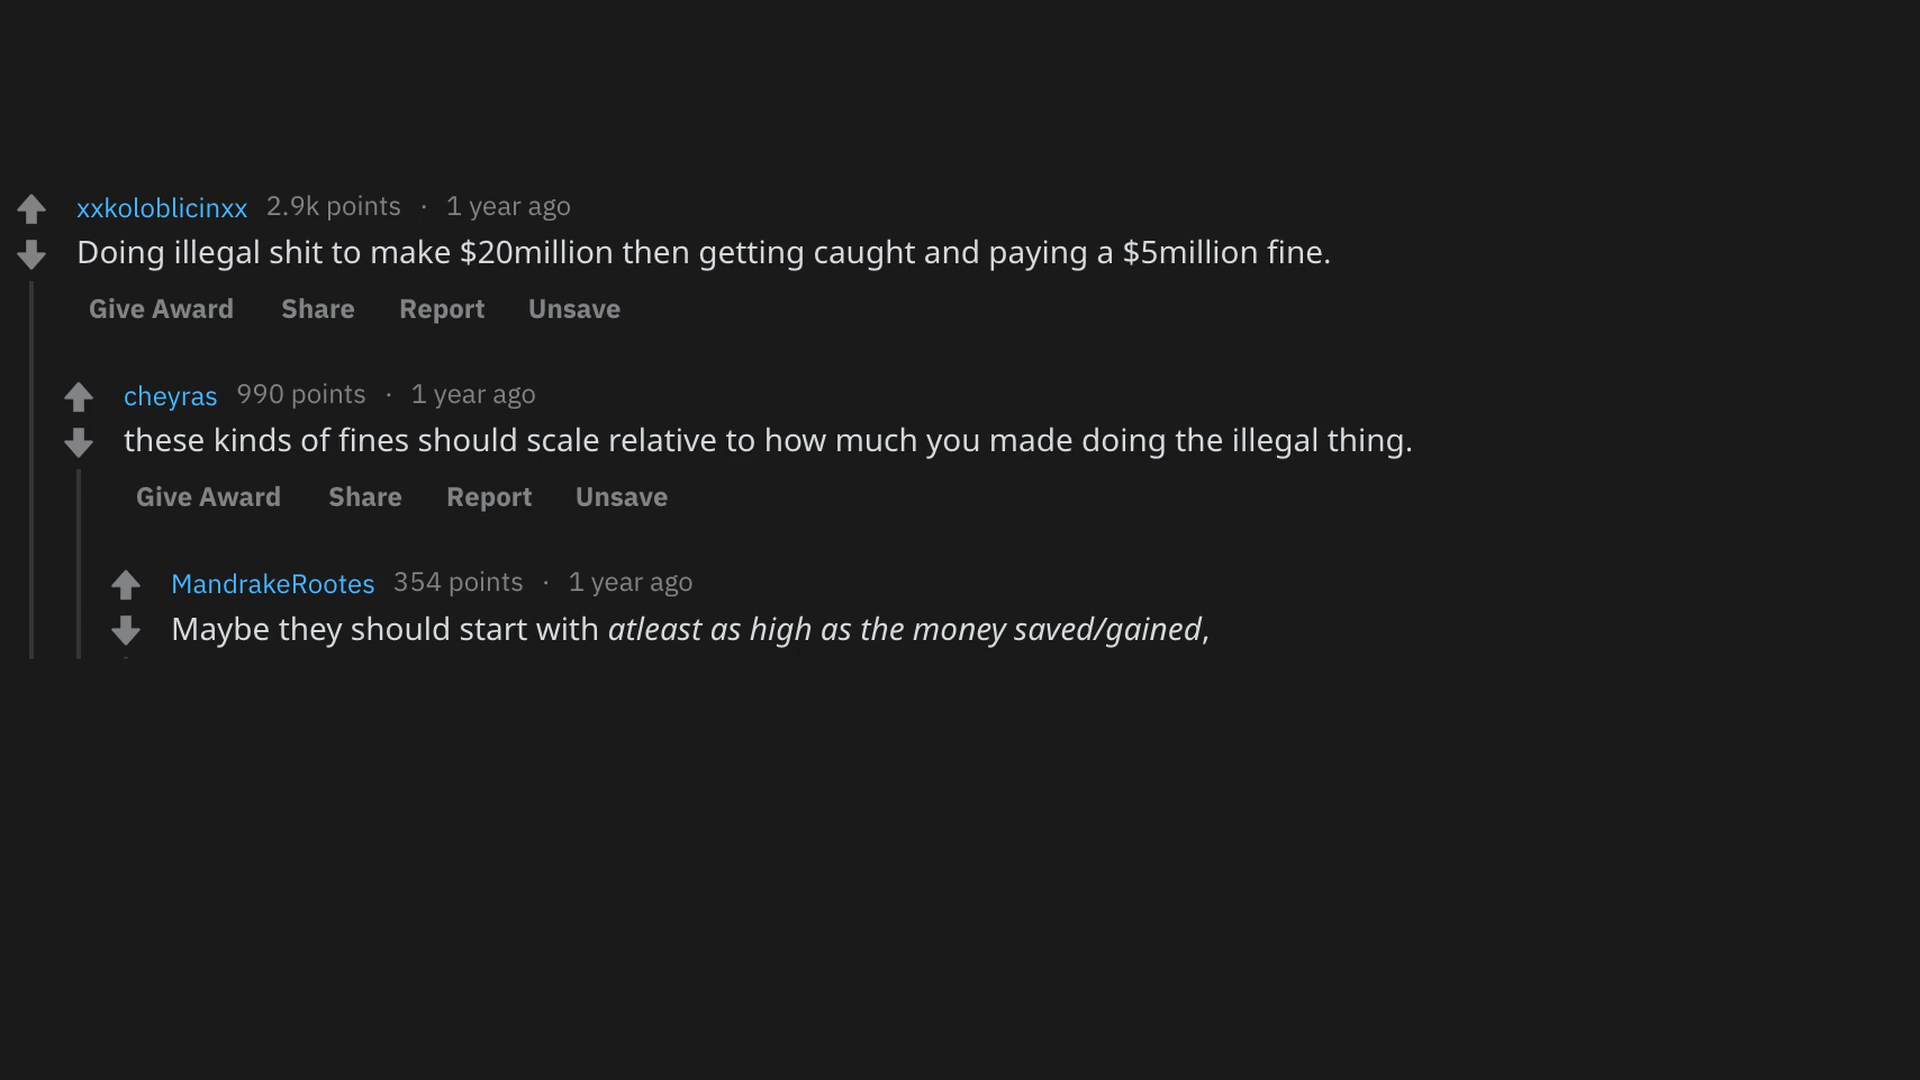 xxkoloblicinxx 2.9k points · 1 year ago
Doing illegal shit to make $20million then getting caught and paying a $5million fine.
Give Award Share Report Unsave
cheyras 990 points · 1 year ago
these kinds of fines should scale relative to how much you made doing the illegal thing.
Give Award Share Report Unsave
MandrakeRootes 354 points · 1 year ago
Maybe they should start with atleast as high as the money saved/gained,